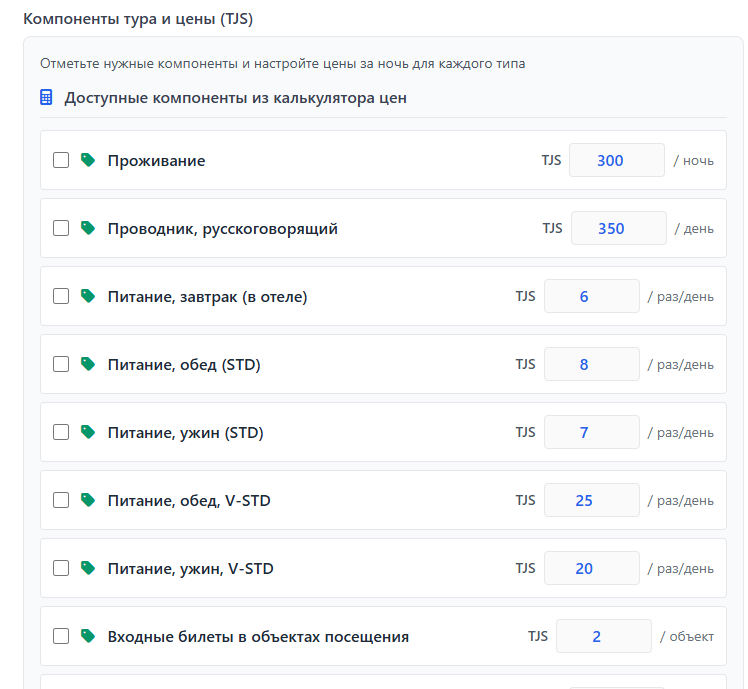 Компоненты тура и цены (TJS)
Отметьте нужные компоненты и настройте цены за ночь для каждого типа
Доступные компоненты из калькулятора цен
Проживание TJS 300 / ночь
Проводник, русскоговорящий TJS 350 / день
Питание, завтрак (в отеле) TJS 6 / раз/день
Питание, обед (STD) TJS 8 / раз/день
Питание, ужин (STD) TJS 7 / раз/день
Питание, обед, V-STD TJS 25 / раз/день
Питание, ужин, V-STD TJS 20 / раз/день
Входные билеты в объектах посещения TJS 2 / объект